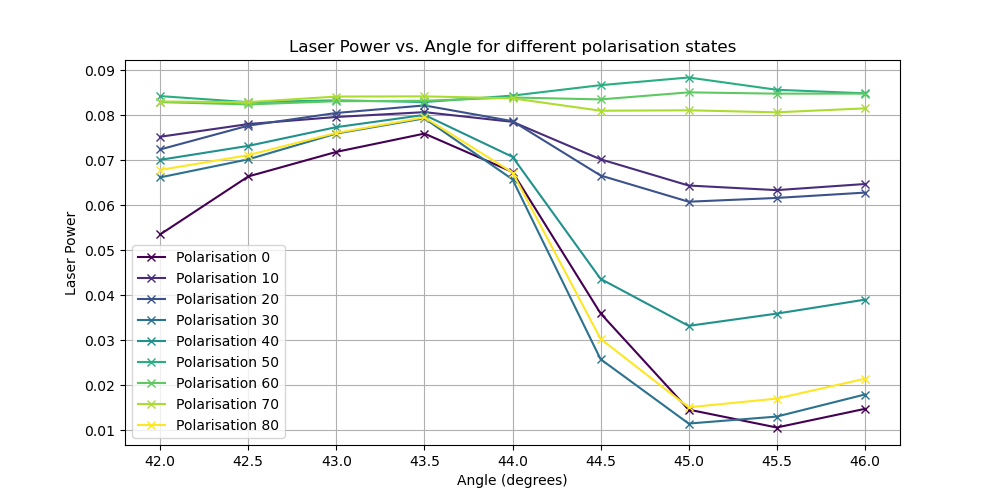 Laser Power vs. Angle for different polarisation states
0.09
0.08
0.07
0.06
0.05
0.04
0.03
0.02
0.01
Laser Power
Polarisation 0
Polarisation 10
Polarisation 20
Polarisation 30
Polarisation 40
Polarisation 50
Polarisation 60
Polarisation 70
Polarisation 80
42.0 42.5 43.0 43.5 44.0 44.5 45.0 45.5 46.0
Angle (degrees)